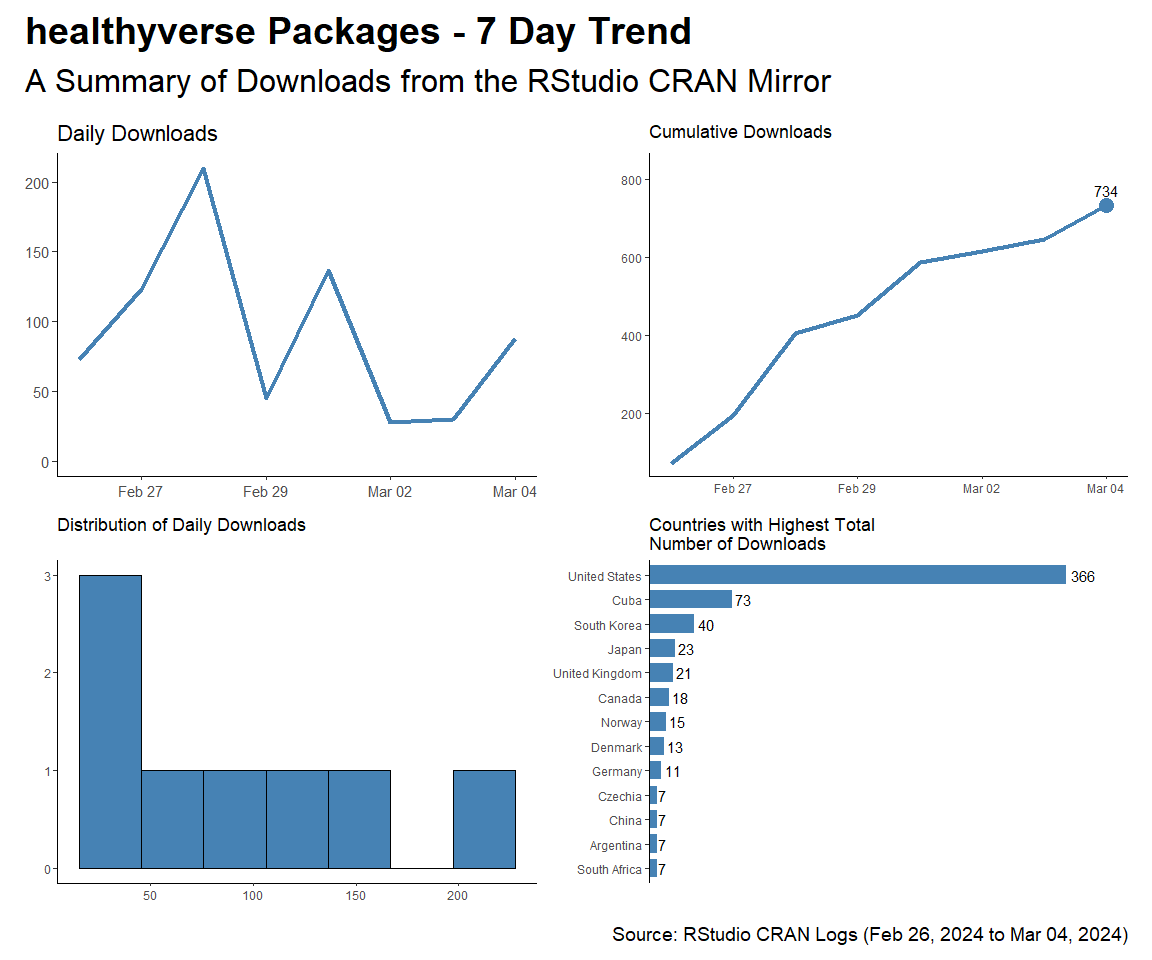 healthyverse Packages - 7 Day Trend
A Summary of Downloads from the RStudio CRAN Mirror
Daily Downloads
200
150
100
50
0
Feb 27 Feb 29 Mar 02 Mar 04
Cumulative Downloads
800
600
400
200
734
Feb 27 Feb 29 Mar 02 Mar 04
Distribution of Daily Downloads
3
2
1
0
50 100 150 200
Countries with Highest Total
Number of Downloads
United States 366
Cuba 73
South Korea 40
Japan 23
United Kingdom 21
Canada 18
Norway 15
Denmark 13
Germany 11
Czechia 7
China 7
Argentina 7
South Africa 7
Source: RStudio CRAN Logs (Feb 26, 2024 to Mar 04, 2024)